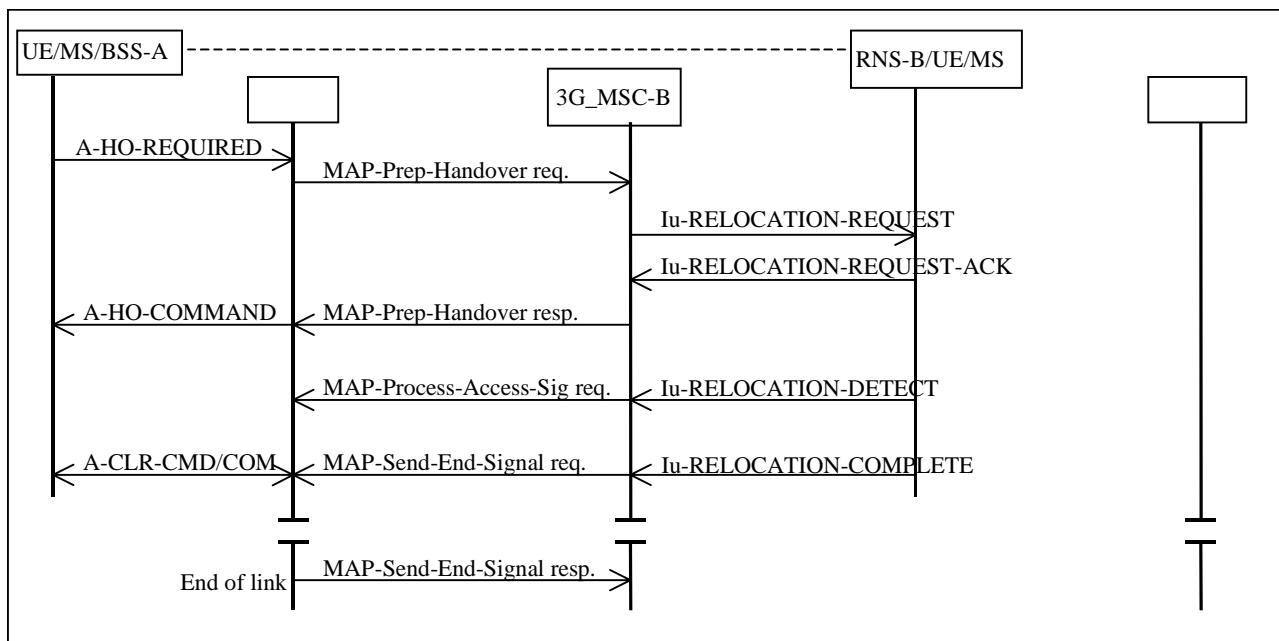 UE/MS/BSS-A
RNS-B/UE/MS
3G_MSC-B
A-HO-REQUIRED
MAP-Prep-Handover req.
Iu-RELOCATION-REQUEST
Iu-RELOCATION-REQUEST-ACK
A-HO-COMMAND
MAP-Prep-Handover resp.
MAP-Process-Access-Sig req.
Iu-RELOCATION-DETECT
A-CLR-CMD/COM
MAP-Send-End-Signal req.
Iu-RELOCATION-COMPLETE
End of link
MAP-Send-End-Signal resp.